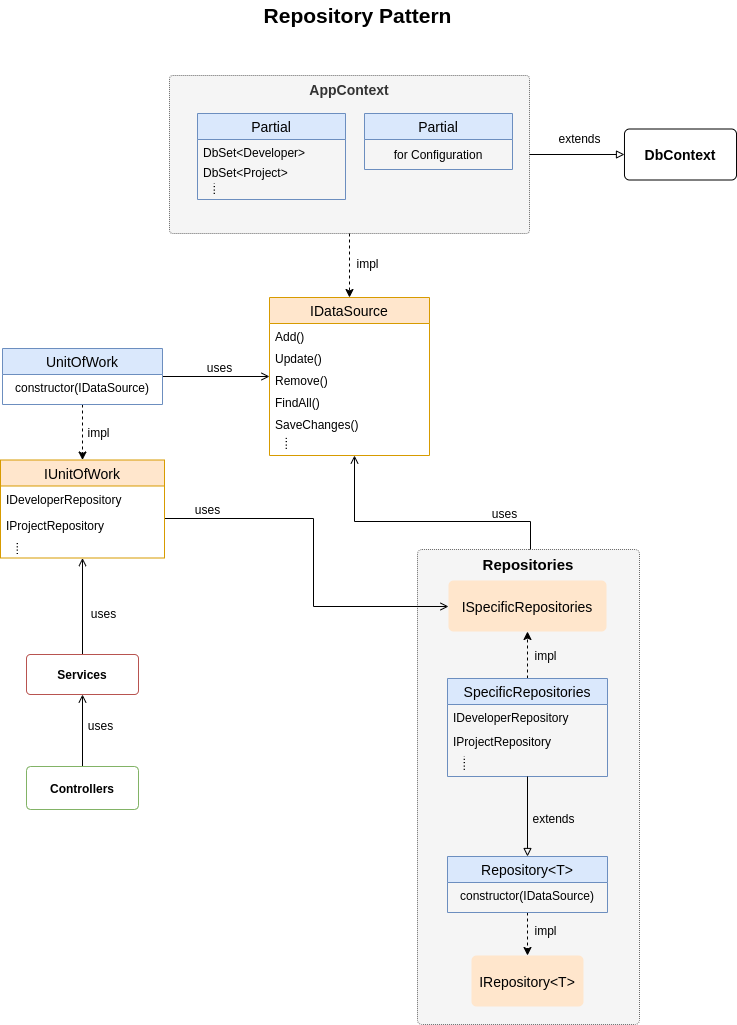 Repository Pattern
AppContext
Partial
DbSet<Developer>
DbSet<Project>
Partial
for Configuration
extends
DbContext
impl
IDataSource
Add()
Update()
Remove()
FindAll()
SaveChanges()
UnitOfWork
constructor(IDataSource)
uses
impl
IUnitOfWork
IDeveloperRepository
IProjectRepository
uses
uses
Services
uses
Controllers
uses
Repositories
ISpecificRepositories
impl
SpecificRepositories
IDeveloperRepository
IProjectRepository
extends
Repository<T>
constructor(IDataSource)
impl
IRepository<T>